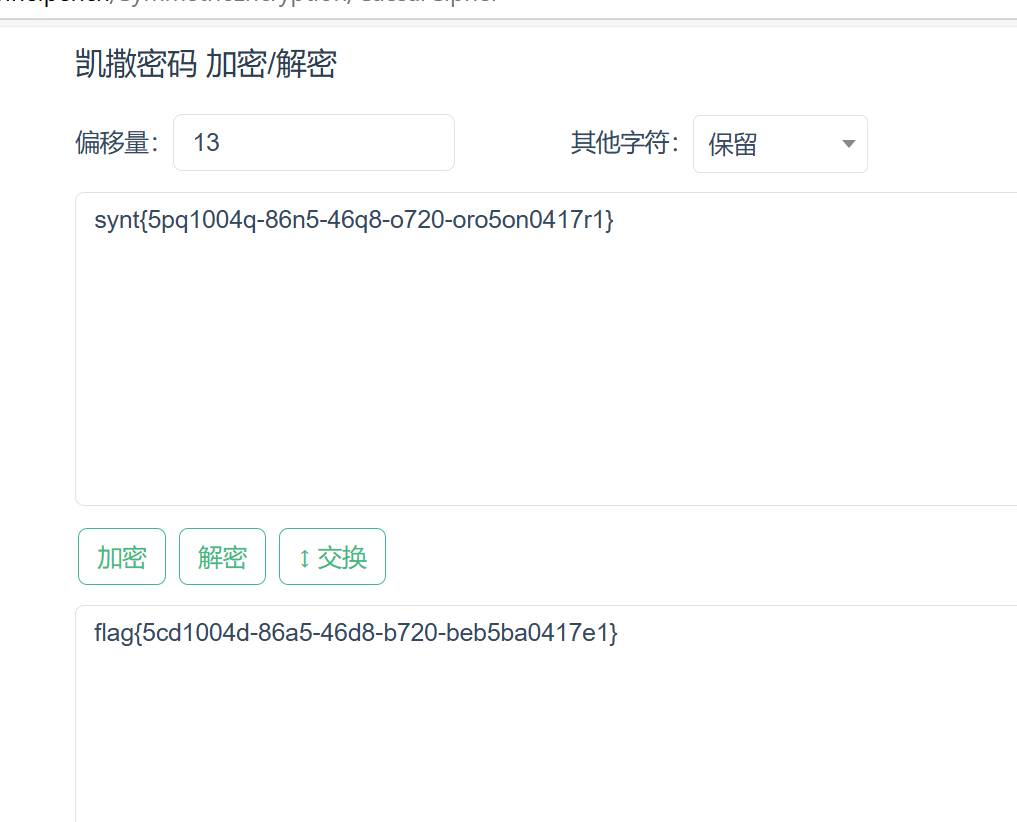 凯撒密码 加密/解密
偏移量： 13 其他字符： 保留
synt{5pq1004q-86n5-46q8-o720-oro5on0417r1}
加密 解密 ↕ 交换
flag{5cd1004d-86a5-46d8-b720-beb5ba0417e1}